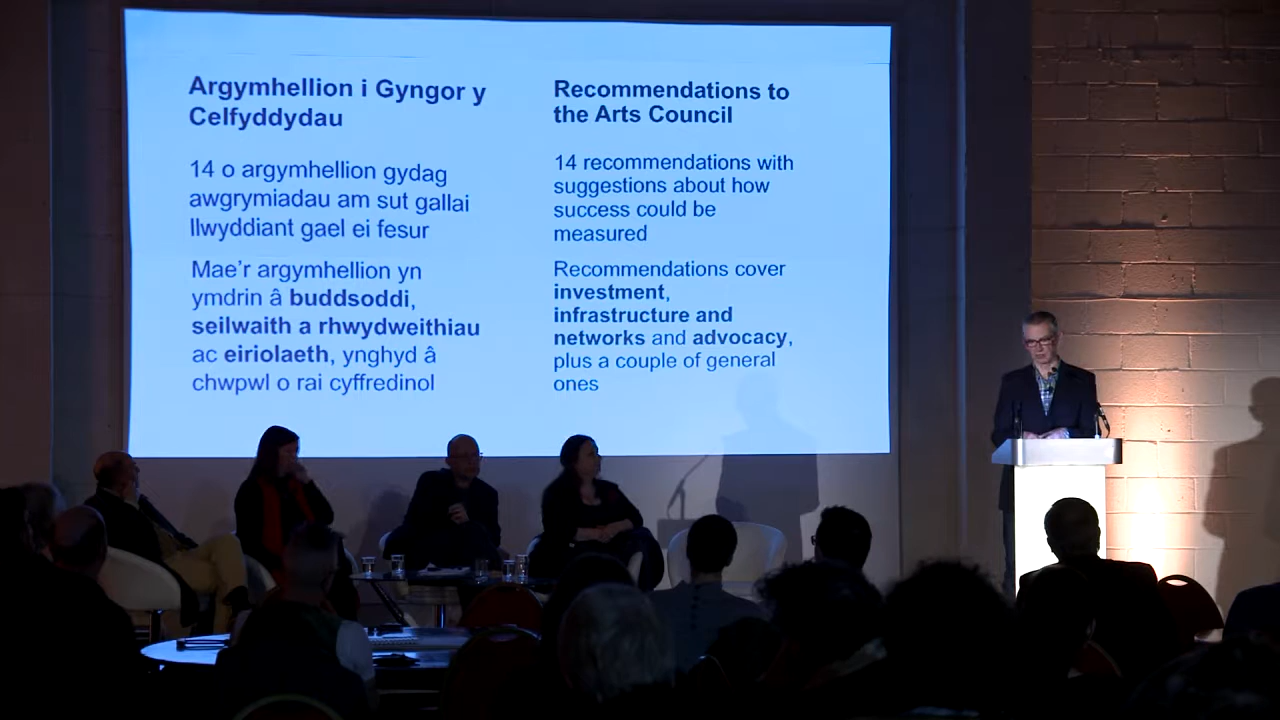 Argymhellion i Gyngor y
Celfyddydau
14 o argymhellion gydag
awgrymiadau am sut gallai
llwyddiant gael ei fesur
Mae’r argymhellion yn
ymdrin â buddsoddi,
seilwaith a rhwydweithiau
ac eiriolaeth, ynghyd â
chwpwl o rai cyffredinol
Recommendations to
the Arts Council
14 recommendations with
suggestions about how
success could be
measured
Recommendations cover
investment,
infrastructure and
networks and advocacy,
plus a couple of general
ones